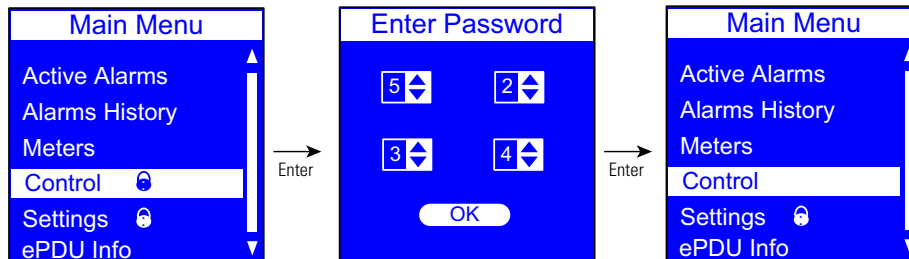 Main Menu
Active Alarms
Alarms History
Meters
Control
Settings
ePDU Info
Enter
Enter Password
5 2
3 4
OK
Enter
Main Menu
Active Alarms
Alarms History
Meters
Control
Settings
ePDU Info